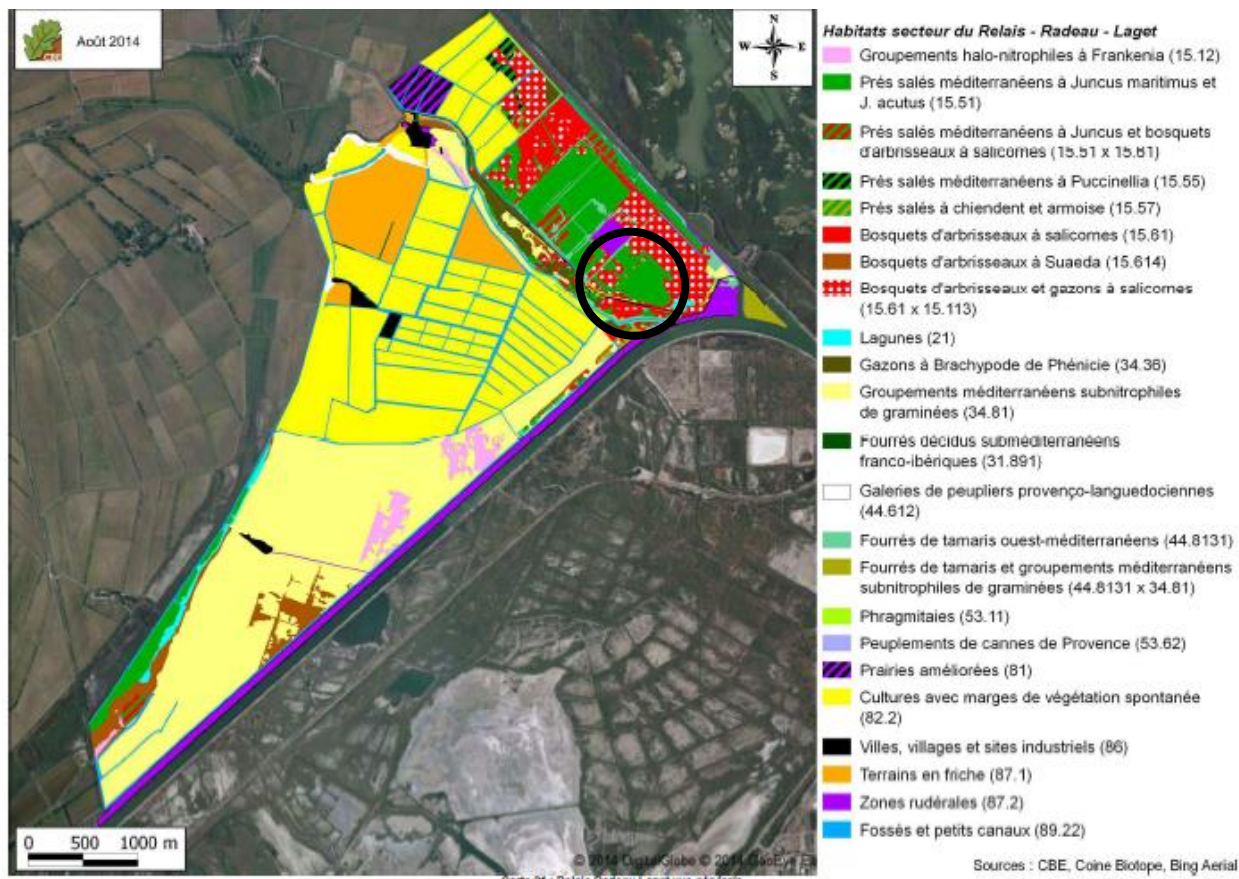 Août 2014
N
W E
S
Habitats secteur du Relais - Radeau - Laget
Groupements halo-nitrophiles à Frankenia (15.12)
Prés salés méditerranéens à Juncus maritimus et
J. acutus (15.51)
Prés salés méditerranéens à Juncus et bosquets
d'arbrisseaux à salicornes (15.51 x 15.61)
Prés salés méditerranéens à Puccinellia (15.55)
Prés salés à chiendent et armoise (15.57)
Bosquets d'arbrisseaux à salicornes (15.61)
Bosquets d'arbrisseaux à Suaeda (15.614)
Bosquets d'arbrisseaux et gazons à salicornes
(15.61 x 15.113)
Lagunes (21)
Gazons à Brachypode de Phénicie (34.36)
Groupements méditerranéens subnitrophiles
de graminées (34.81)
Fourrés décidus subméditerranéens
franco-ibériques (31.891)
Galeries de peupliers provenço-languedociennes
(44.612)
Fourrés de tamaris ouest-méditerranéens (44.8131)
Fourrés de tamaris et groupements méditerranéens
subnitrophiles de graminées (44.8131 x 34.81)
Phragmitaies (53.11)
Peuplements de cannes de Provence (53.62)
Prairies améliorées (81)
Cultures avec marges de végétation spontanée
(82.2)
Villes, villages et sites industriels (86)
Terrains en friche (87.1)
Zones rudérales (87.2)
Fossés et petits canaux (89.22)
0 500 1000 m
© 2014 DigitalGlobe © 2014 GeoEye
Sources : CBE, Corine Biotope, Bing Aerial